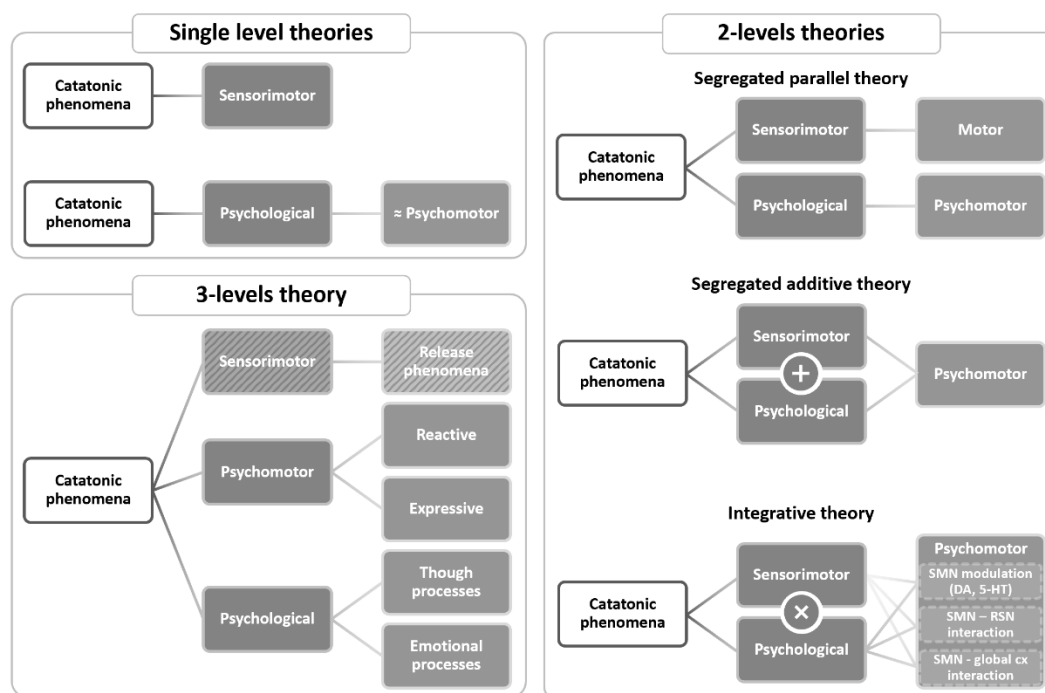 Single level theories
Catatonic
phenomena
Sensorimotor
Catatonic
phenomena
Psychological
≈ Psychomotor
3-levels theory
Catatonic
phenomena
Sensorimotor
Release
phenomena
Psychomotor
Reactive
Expressive
Psychological
Though
processes
Emotional
processes
2-levels theories
Segregated parallel theory
Catatonic
phenomena
Sensorimotor
Motor
Psychological
Psychomotor
Segregated additive theory
Catatonic
phenomena
Sensorimotor
+
Psychological
Psychomotor
Integrative theory
Catatonic
phenomena
Sensorimotor
×
Psychological
Psychomotor
SMN modulation
(DA, 5-HT)
SMN – RSN
interaction
SMN - global cx
interaction